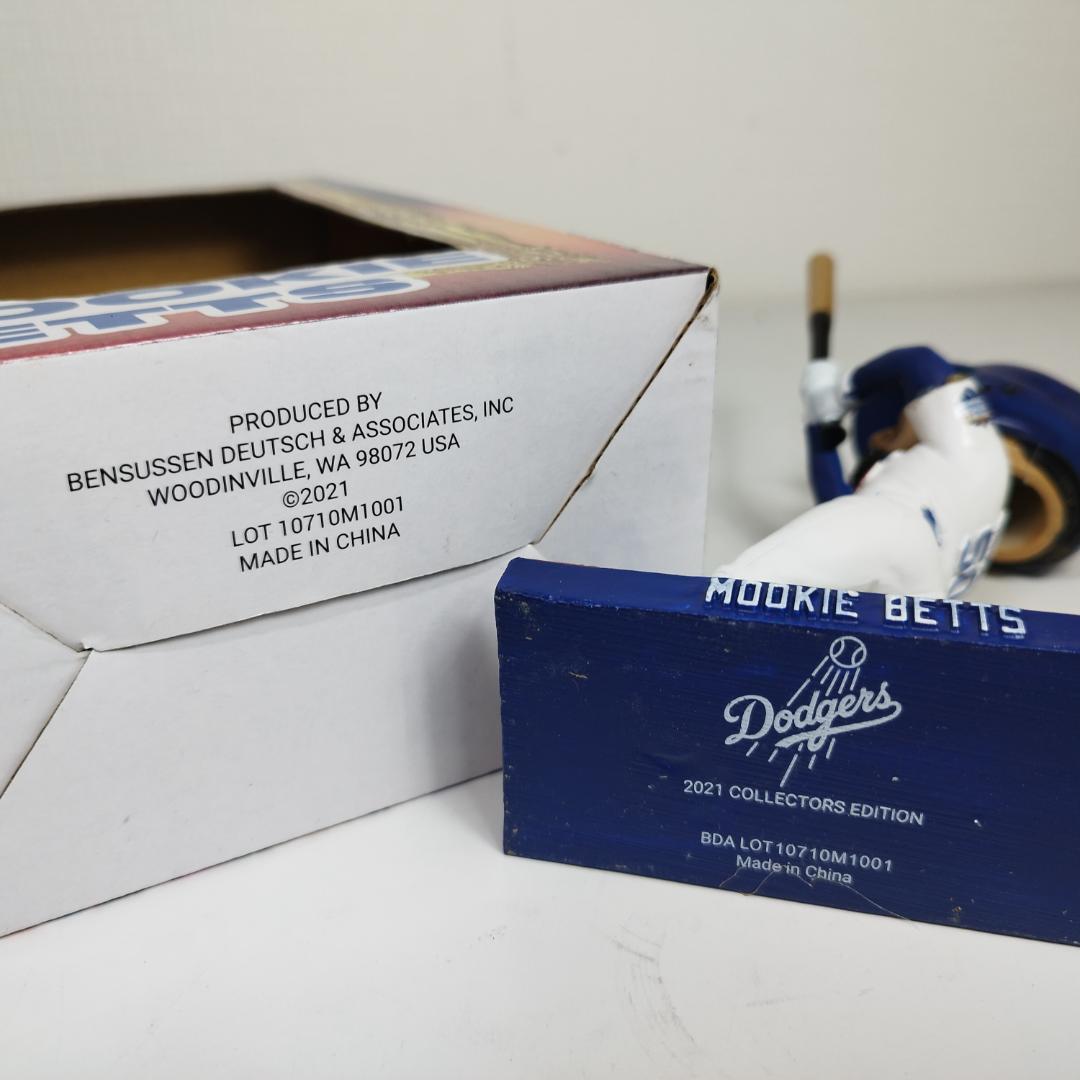 BETTS
PRODUCED BY
BENSUSSEN DEUTSCH & ASSOCIATES, INC
WOODINVILLE, WA 98072 USA
©2021
LOT 10710M1001
MADE IN CHINA
MOOKIE BETTS
Dodgers
2021 COLLECTORS EDITION
BDA LOT10710M1001
Made in China